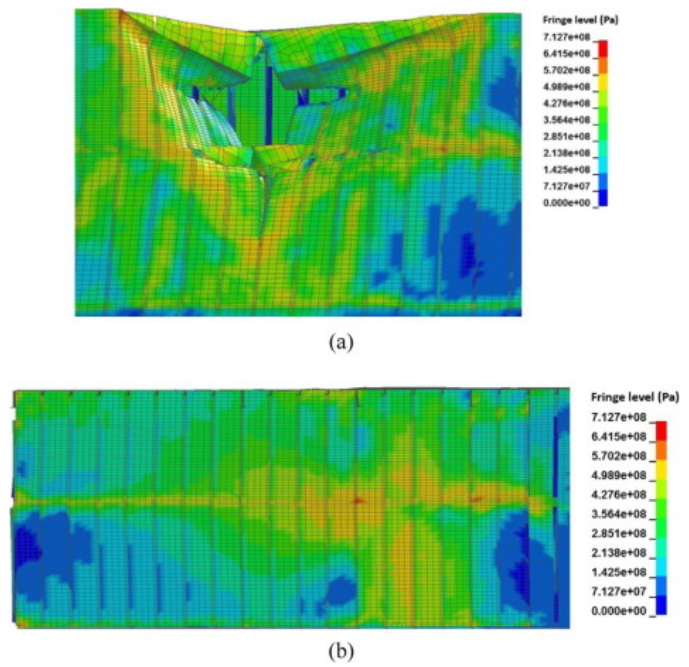 Fringe level (Pa)
7.127e+08
6.415e+08
5.702e+08
4.989e+08
4.276e+08
3.564e+08
2.851e+08
2.138e+08
1.425e+08
7.127e+07
0.000e+00
(a)
Fringe level (Pa)
7.127e+08
6.415e+08
5.702e+08
4.989e+08
4.276e+08
3.564e+08
2.851e+08
2.138e+08
1.425e+08
7.127e+07
0.000e+00
(b)